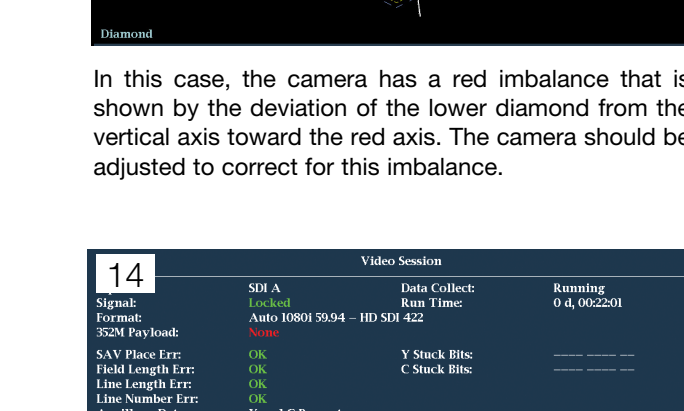 Diamond
In this case, the camera has a red imbalance that is
shown by the deviation of the lower diamond from the
vertical axis toward the red axis. The camera should be
adjusted to correct for this imbalance.
Video Session
14
SDI A Data Collect: Running
Signal: Locked Run Time: 0 d, 00:22:01
Format: Auto 1080i 59.94 – HD SDI 422
352M Payload: None
SAV Place Err: OK Y Stuck Bits: –––– –––– ––
Field Length Err: OK C Stuck Bits: –––– –––– ––
Line Length Err: OK
Line Number Err: OK